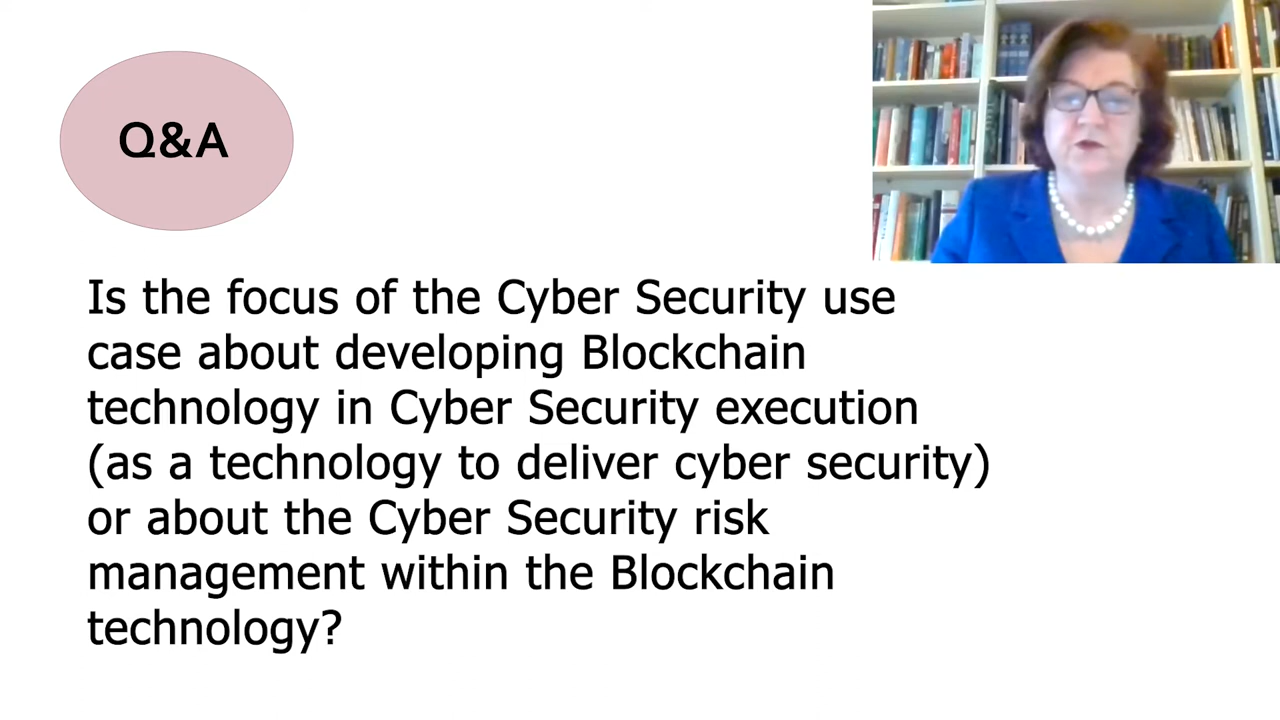 Q&A
Is the focus of the Cyber Security use
case about developing Blockchain
technology in Cyber Security execution
(as a technology to deliver cyber security)
or about the Cyber Security risk
management within the Blockchain
technology?